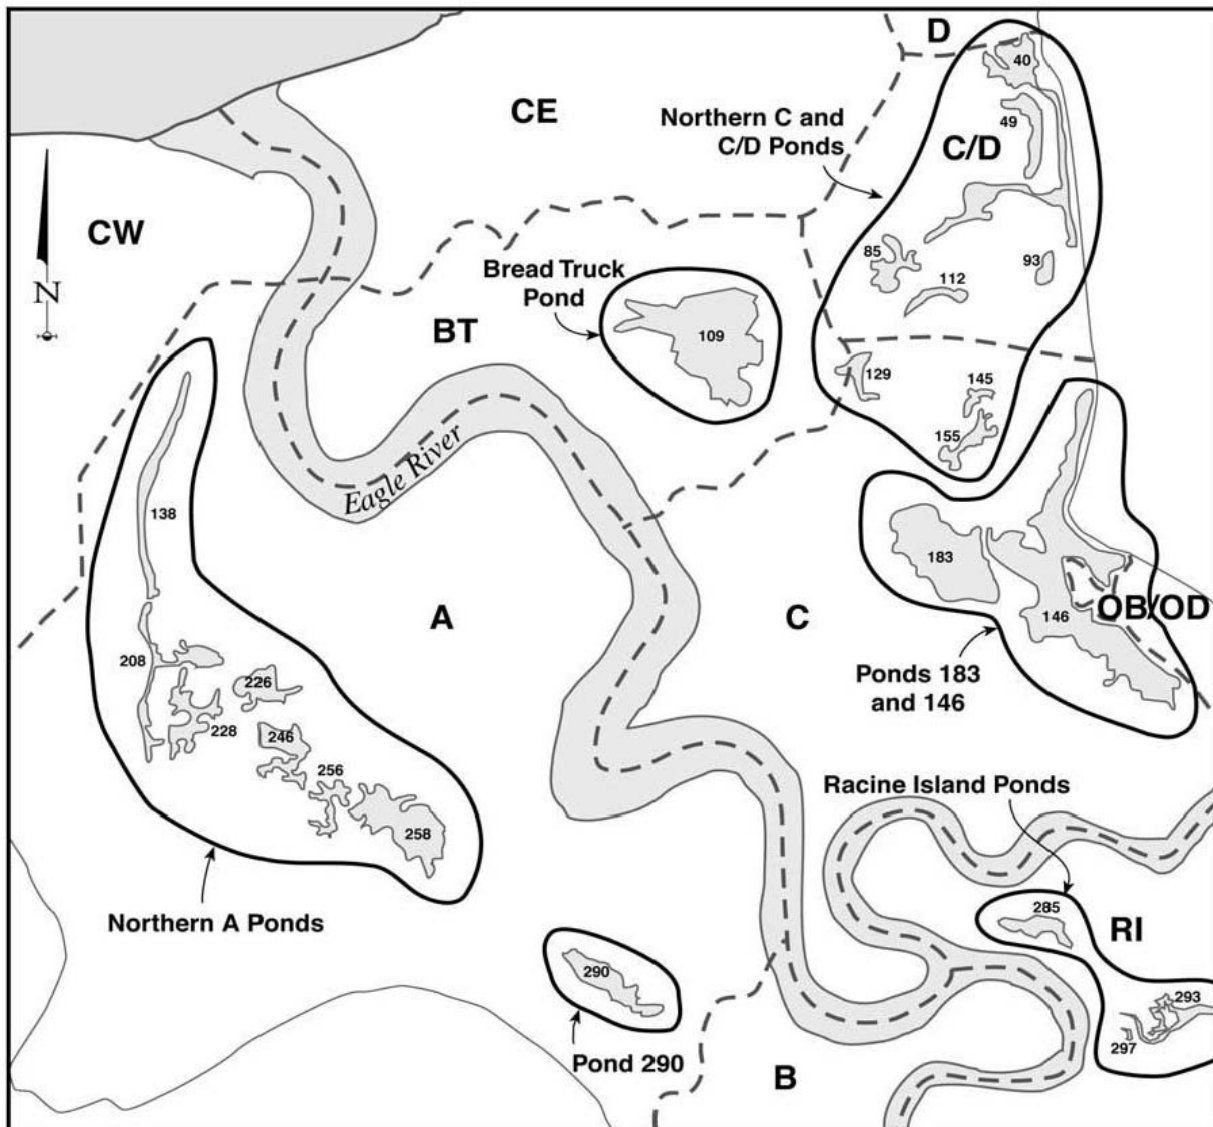 D
40
CE
Northern C and
C/D Ponds
49
C/D
CW
85
93
Bread Truck
Pond
112
N
BT
109
129
145
155
Eagle River
138
183
A
C
146
OB/OD
208
226
Ponds 183
and 146
228
246
256
Racine Island Ponds
258
285
Northern A Ponds
RI
290
293
297
Pond 290
B